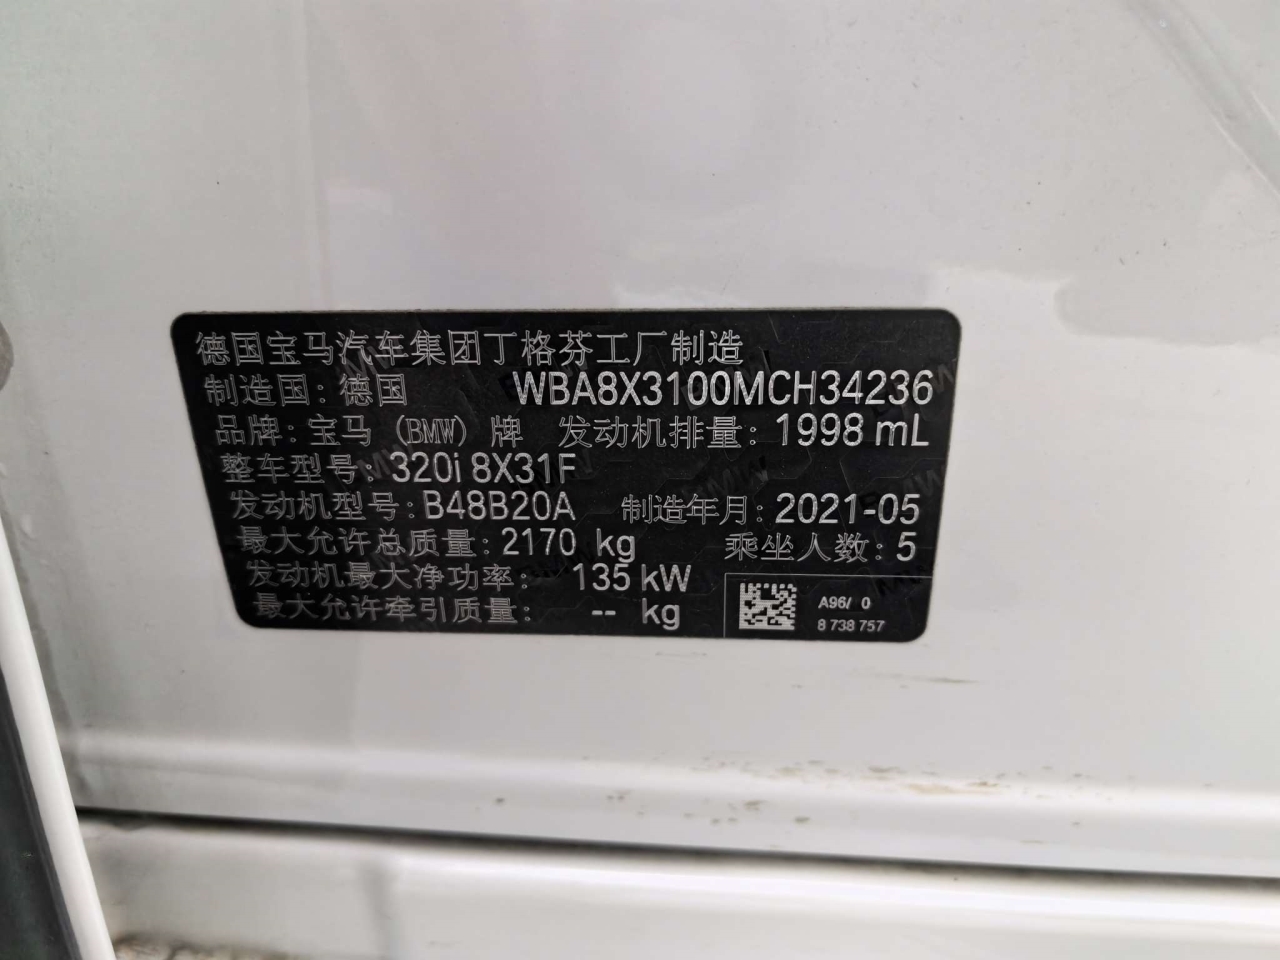 德国宝马汽车集团丁格芬工厂制造
制造国：德国 WBA8X3100MCH34236
品牌：宝马（BMW）牌 发动机排量：1998 mL
整车型号：320i 8X31F
发动机型号：B48B20A 制造年月：2021-05
最大允许总质量：2170 kg 乘坐人数：5
发动机最大净功率： 135 kW
最大允许牵引质量： -- kg
A96/ 0
8 738 757